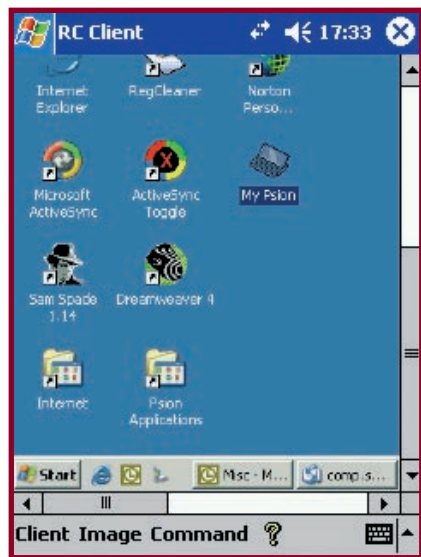 RC Client 17:33
Internet RegCleaner Norton
Explorer Perso...
Microsoft ActiveSync My Psion
ActiveSync Toggle
Sam Spade Dreamweaver 4
1.14
Internet Psion
Applications
Start Misc - M... comp.s...
Client Image Command ?